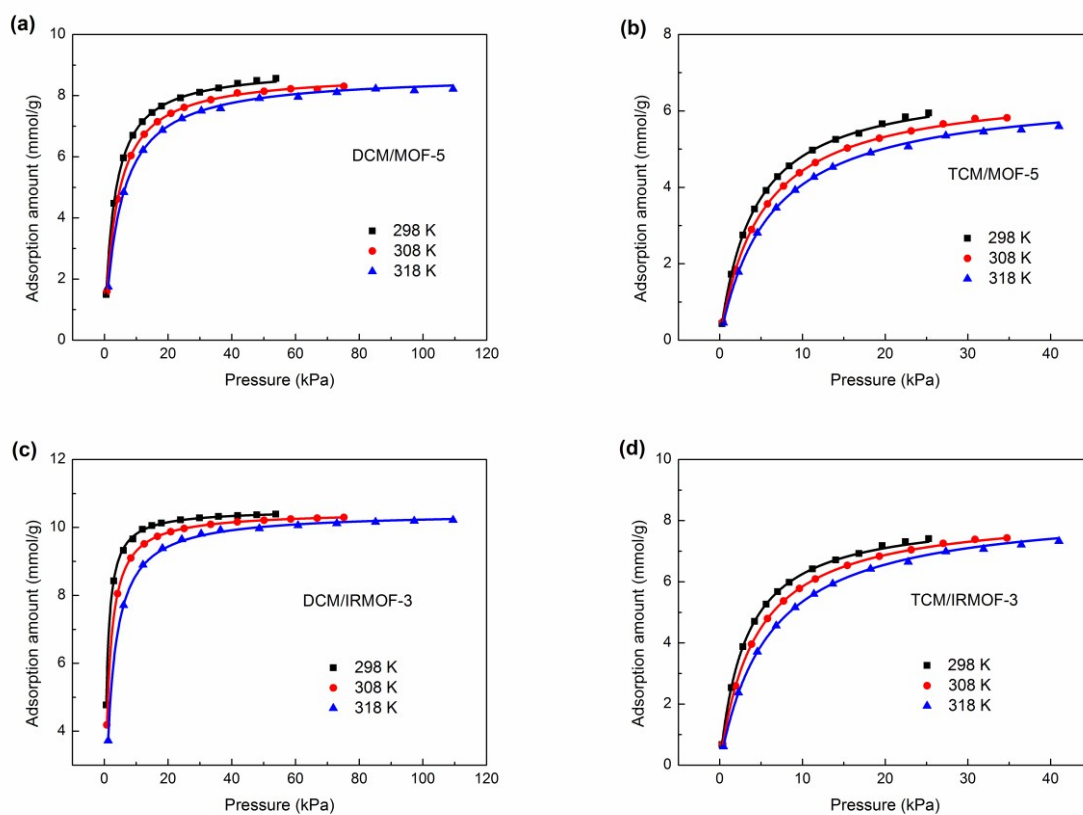 (a)
Adsorption amount (mmol/g)
10
8
6
4
2
0
DCM/MOF-5
298 K
308 K
318 K
0 20 40 60 80 100 120
Pressure (kPa)
(b)
Adsorption amount (mmol/g)
8
6
4
2
0
TCM/MOF-5
298 K
308 K
318 K
0 10 20 30 40
Pressure (kPa)
(c)
Adsorption amount (mmol/g)
12
10
8
6
4
DCM/IRMOF-3
298 K
308 K
318 K
0 20 40 60 80 100 120
Pressure (kPa)
(d)
Adsorption amount (mmol/g)
10
8
6
4
2
0
TCM/IRMOF-3
298 K
308 K
318 K
0 10 20 30 40
Pressure (kPa)